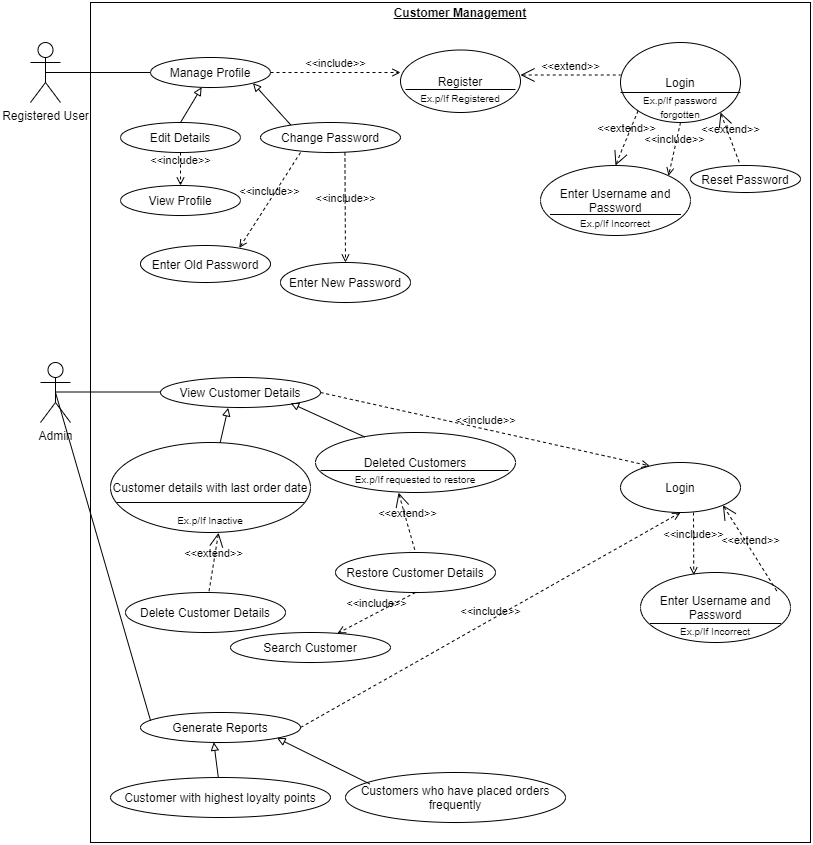 Customer Management
<<include>>
<<extend>>
Manage Profile
Register
Ex.p/If Registered
Login
Ex.p/If password
forgotten
Registered User
Edit Details
Change Password
<<include>>
<<extend>>
<<include>>
<<extend>>
Reset Password
View Profile
<<include>>
<<include>>
Enter Username and
Password
Ex.p/If Incorrect
Enter Old Password
Enter New Password
View Customer Details
<<include>>
Admin
Deleted Customers
Ex.p/If requested to restore
Customer details with last order date
Ex.p/If Inactive
Login
<<extend>>
<<include>>
<<extend>>
<<extend>>
Restore Customer Details
<<include>>
<<include>>
Delete Customer Details
Enter Username and
Password
Ex.p/If Incorrect
Search Customer
Generate Reports
Customer with highest loyalty points
Customers who have placed orders
frequently